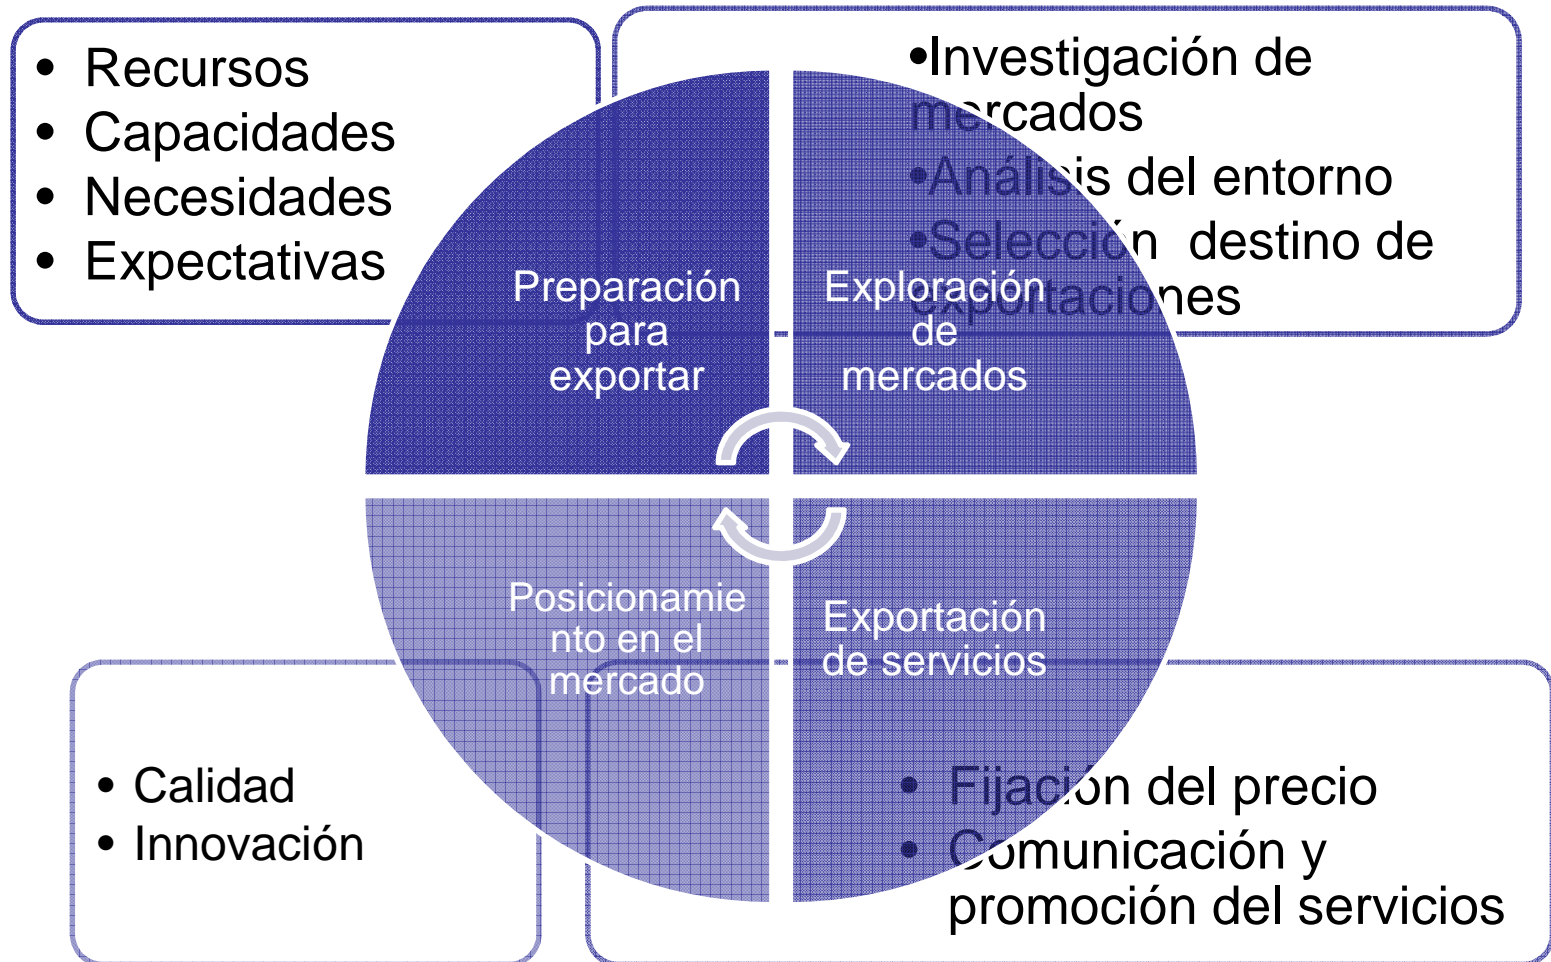 • Recursos
• Capacidades
• Necesidades
• Expectativas
•Investigación de
mercados
•Análisis del entorno
•Selección destino de
exportaciones
Preparación
para
exportar
Exploración
de
mercados
Posicionamie
nto en el
mercado
Exportación
de servicios
• Calidad
• Innovación
• Fijación del precio
• Comunicación y
promoción del servicios